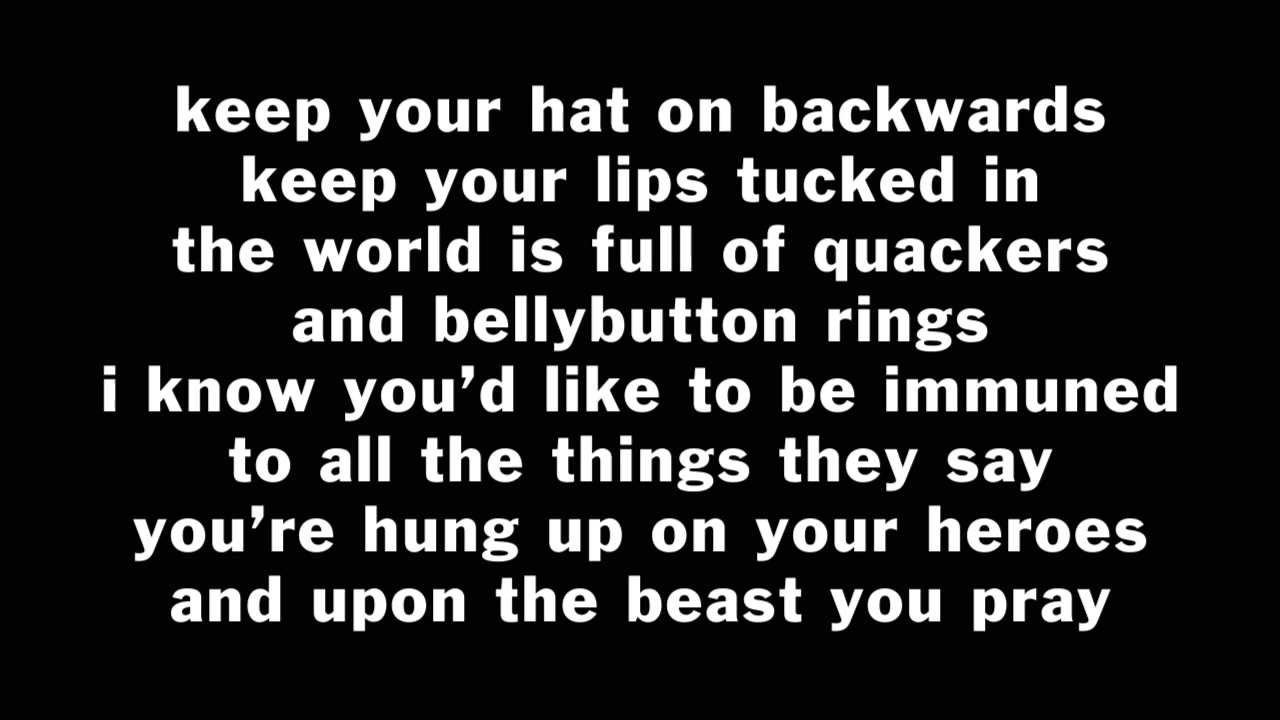 keep your hat on backwards
keep your lips tucked in
the world is full of quackers
and bellybutton rings
i know you’d like to be immuned
to all the things they say
you’re hung up on your heroes
and upon the beast you pray